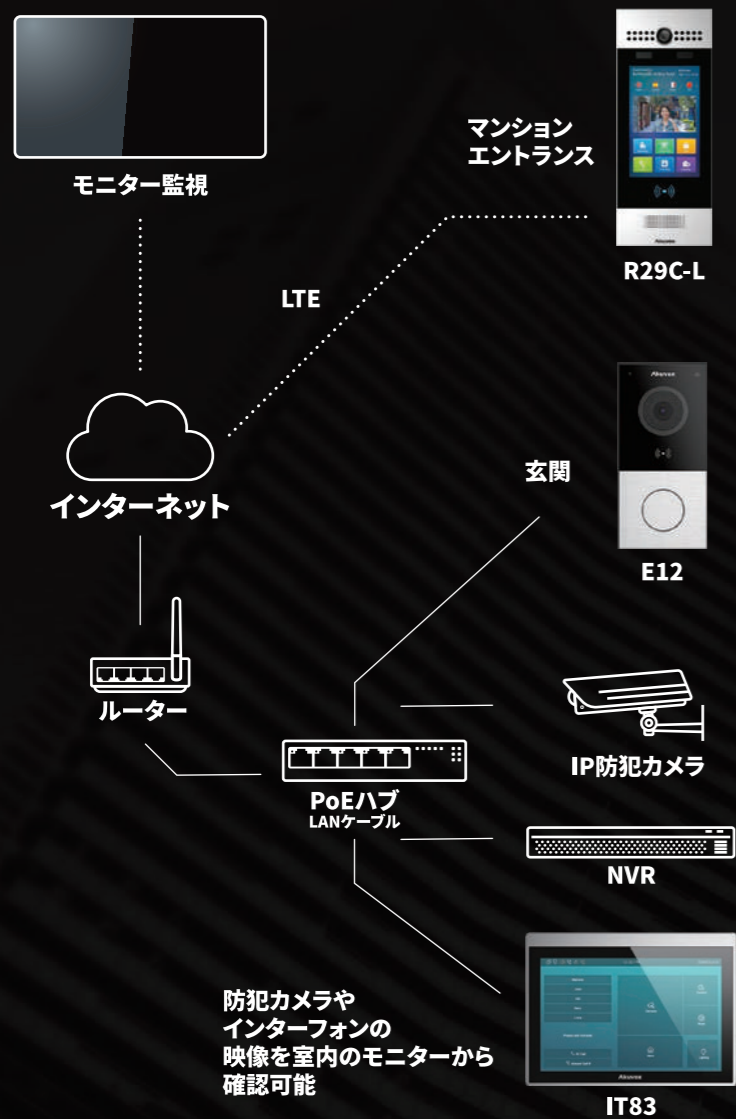 モニター監視
マンション
エントランス
R29C-L
LTE
インターネット
玄関
Akuvox
E12
ルーター
PoEハブ
LANケーブル
IP防犯カメラ
NVR
防犯カメラや
インターフォンの
映像を室内のモニターから
確認可能
Akuvox
IT83